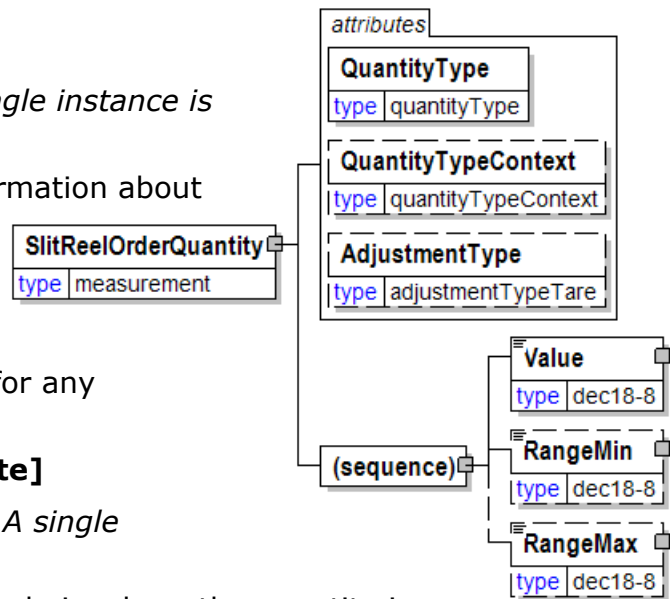 ngle instance is
rmation about
for any
te]
A single
attributes
QuantityType
type quantityType
QuantityTypeContext
type quantityTypeContext
AdjustmentType
type adjustmentTypeTare
SlitReelOrderQuantity
type measurement
(sequence)
Value
type dec18-8
RangeMin
type dec18-8
RangeMax
type dec18-8